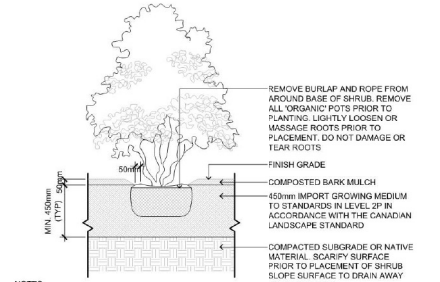 REMOVE BURLAP AND ROPE FROM
AROUND BASE OF SHRUB. REMOVE
ALL 'ORGANIC' POTS PRIOR TO
PLANTING. LIGHTLY LOOSEN OR
MASSAGE ROOTS PRIOR TO
PLACEMENT. DO NOT DAMAGE OR
TEAR ROOTS
FINISH GRADE
50mm
COMPOSTED BARK MULCH
50mm
MIN. 450mm
(TYP)
450mm IMPORT GROWING MEDIUM
TO STANDARDS IN LEVEL 2P IN
ACCORDANCE WITH THE CANADIAN
LANDSCAPE STANDARD
COMPACTED SUBGRADE OR NATIVE
MATERIAL. SCARIFY SURFACE
PRIOR TO PLACEMENT OF SHRUB
SLOPE SURFACE TO DRAIN AWAY